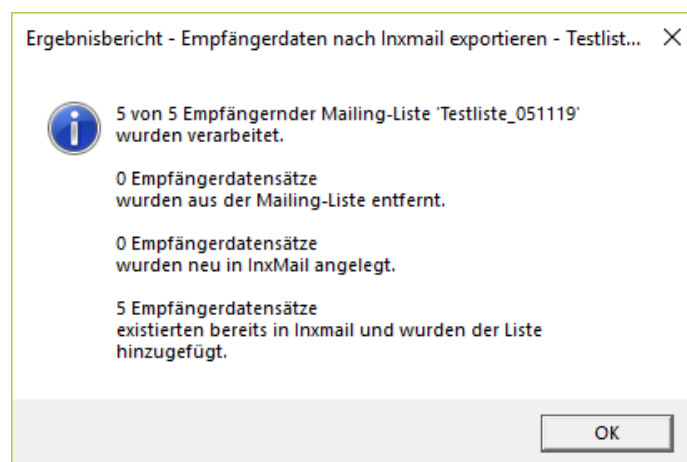 Ergebnisbericht - Empfängerdaten nach Inxmail exportieren - Testlist...
5 von 5 Empfängernder Mailing-Liste 'Testliste_051119'
wurden verarbeitet.
0 Empfängerdatensätze
wurden aus der Mailing-Liste entfernt.
0 Empfängerdatensätze
wurden neu in InxMail angelegt.
5 Empfängerdatensätze
existierten bereits in Inxmail und wurden der Liste
hinzugefügt.
OK